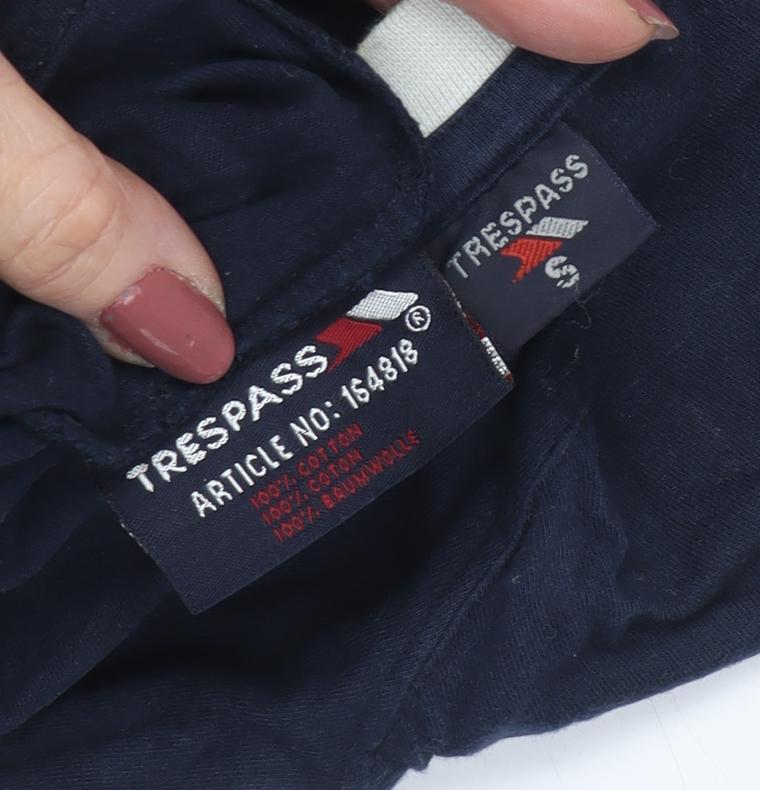 TRESPASS
S
TRESPASS®
ARTICLE NO: 164818
100% COTTON
100% COTON
100% BAUMWOLLE